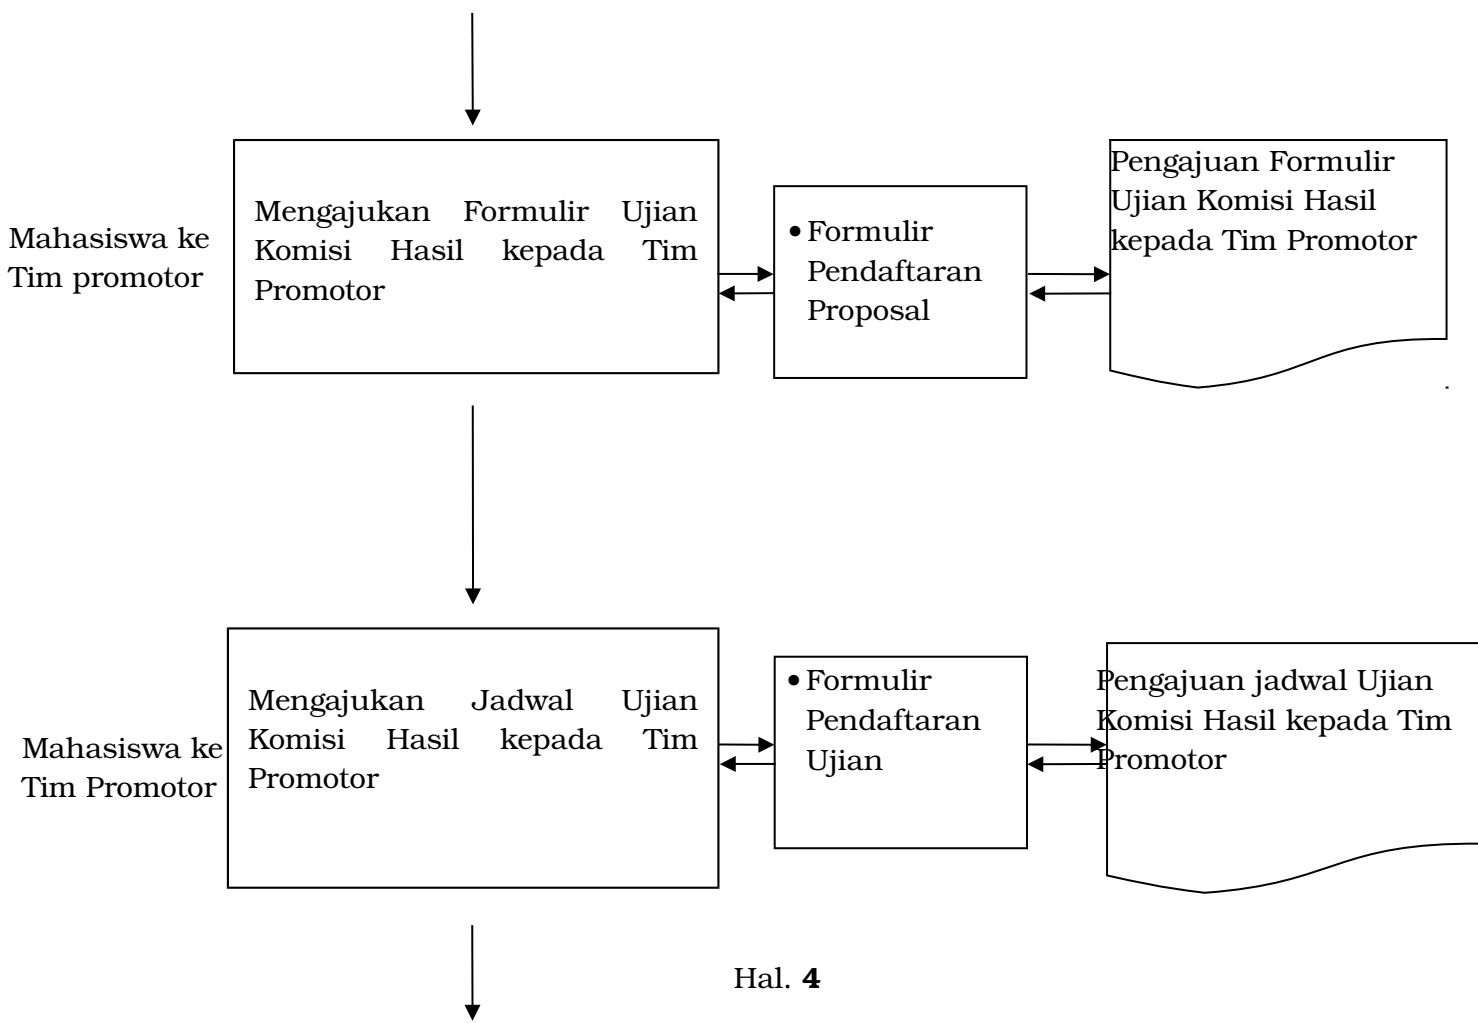 Mahasiswa ke
Tim promotor
Mengajukan Formulir Ujian
Komisi Hasil kepada Tim
Promotor
• Formulir
Pendaftaran
Proposal
Pengajuan Formulir
Ujian Komisi Hasil
kepada Tim Promotor
Mahasiswa ke
Tim Promotor
Mengajukan Jadwal Ujian
Komisi Hasil kepada Tim
Promotor
• Formulir
Pendaftaran
Ujian
Pengajuan jadwal Ujian
Komisi Hasil kepada Tim
Promotor
Hal. 4